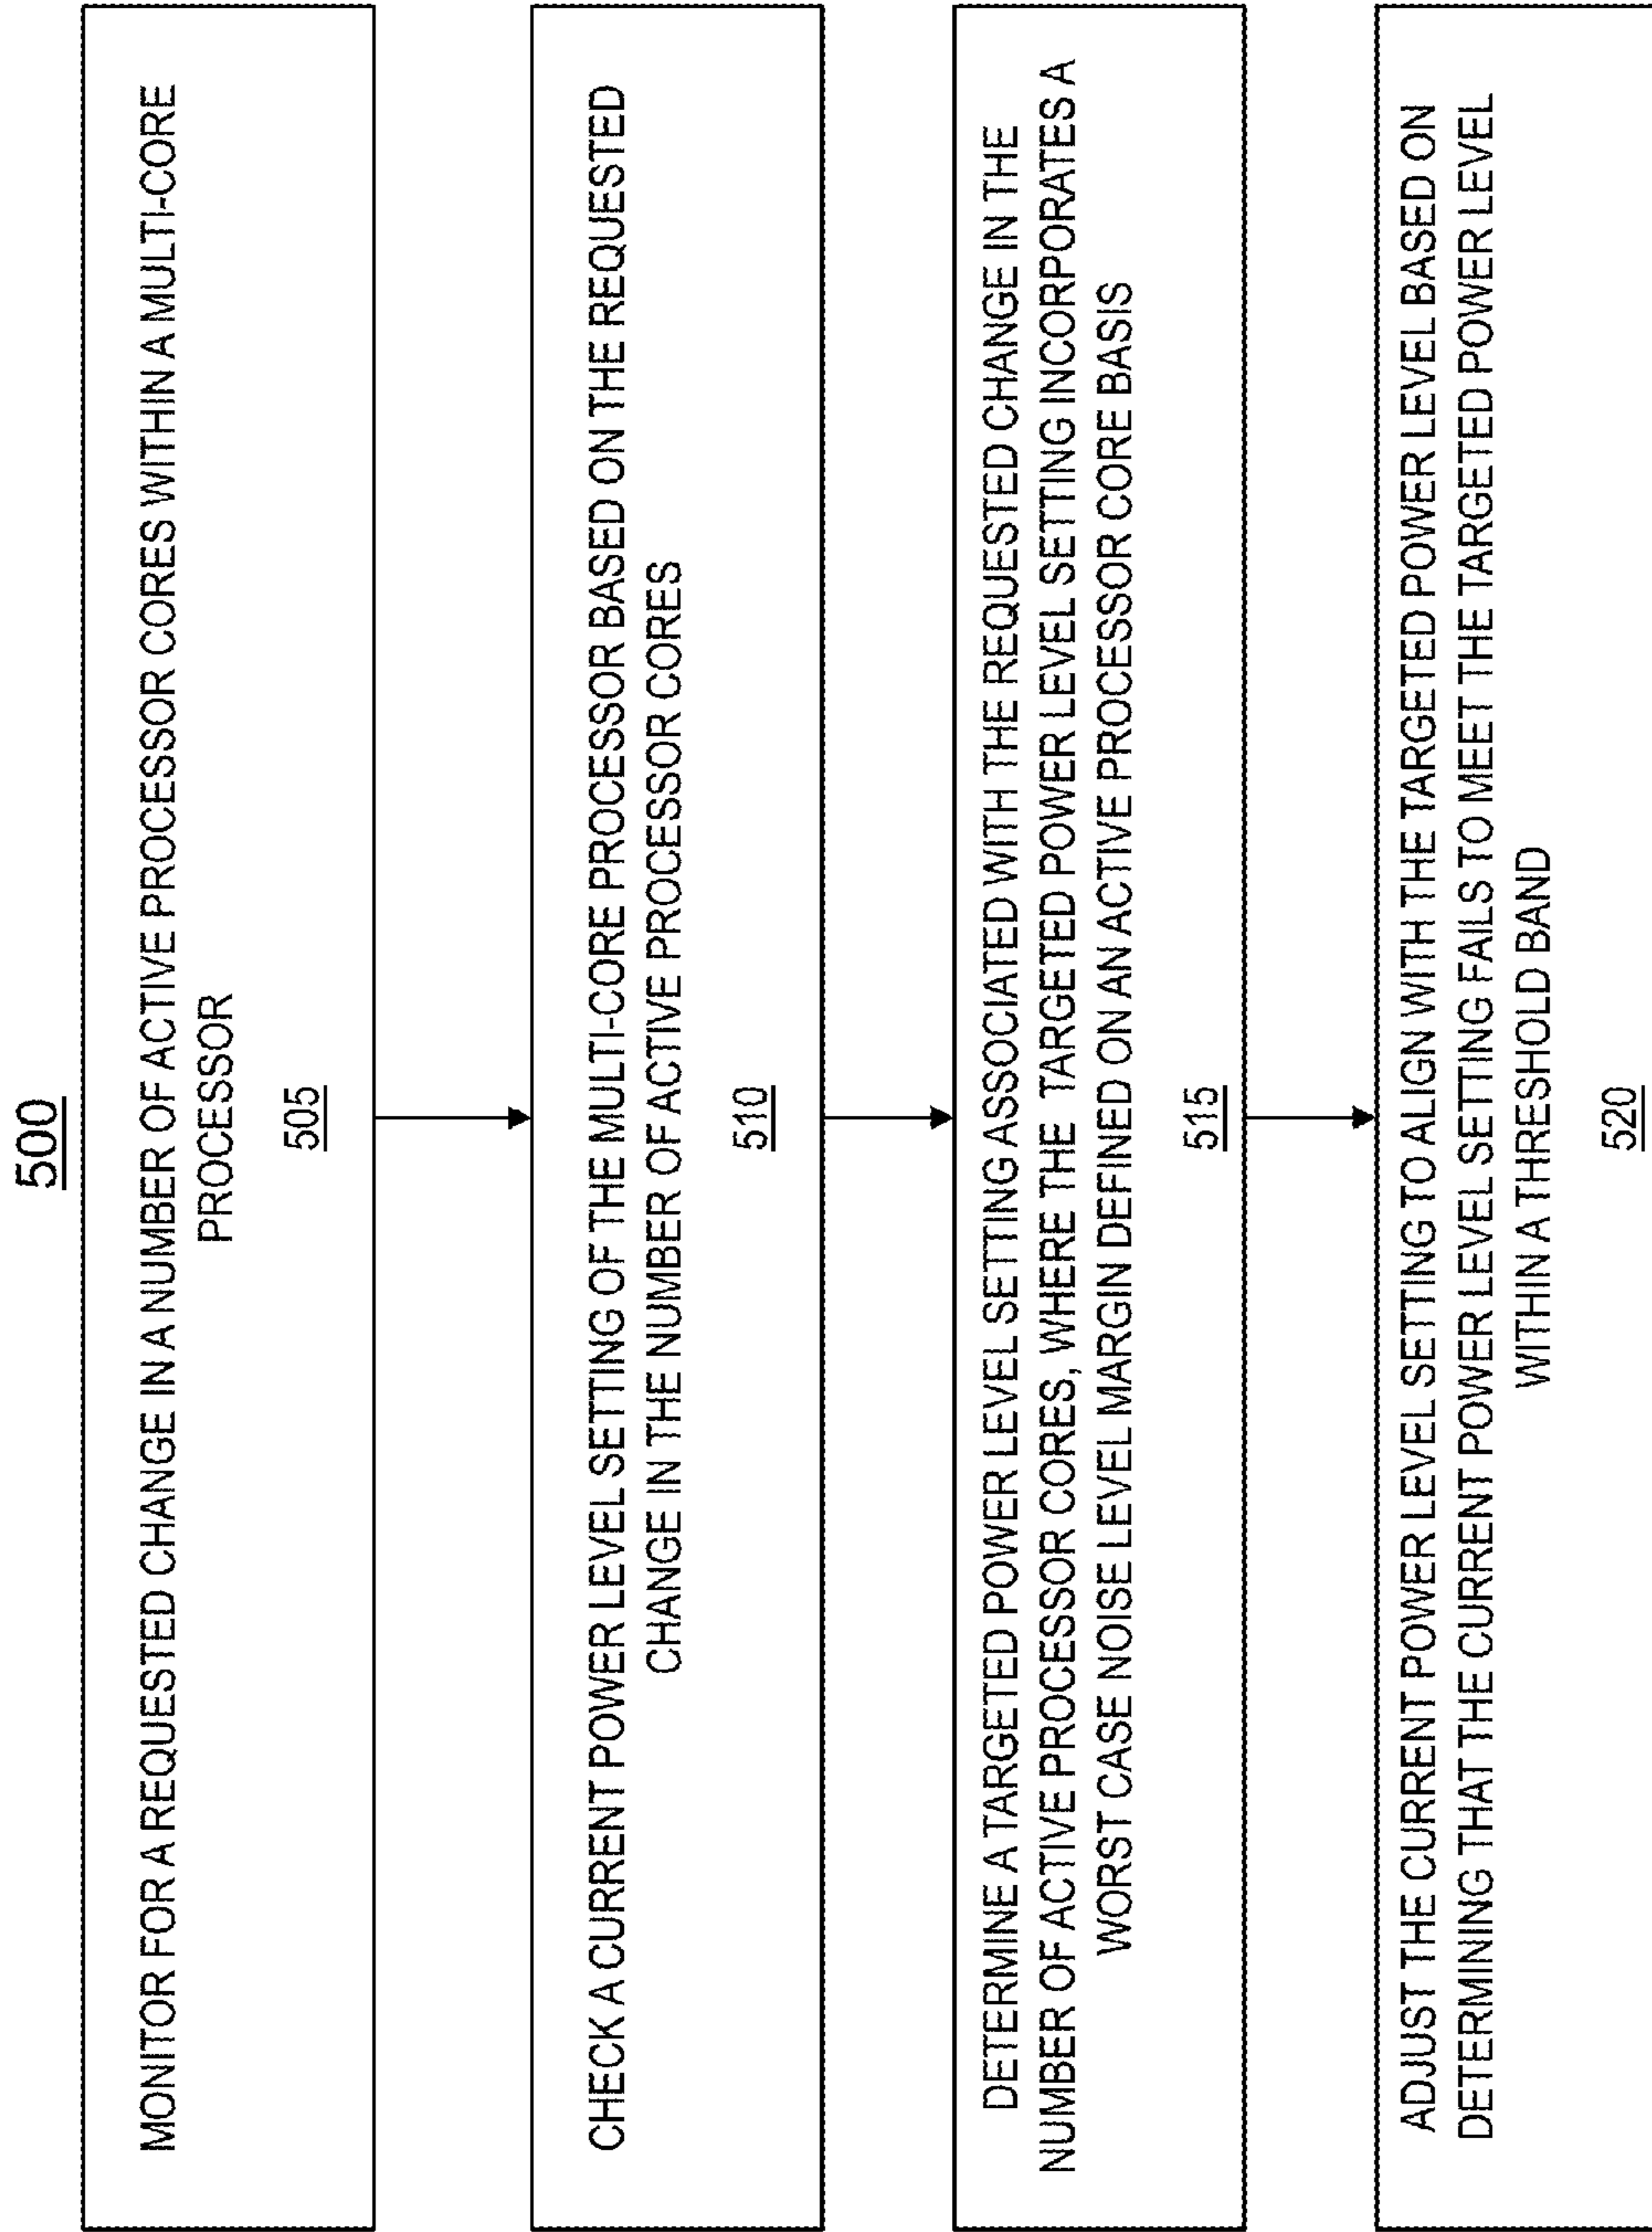 500
MONITOR FOR A REQUESTED CHANGE IN A NUMBER OF ACTIVE PROCESSOR CORES WITHIN A MULTI-CORE
PROCESSOR
505
CHECK A CURRENT POWER LEVEL SETTING OF THE MULTI-CORE PROCESSOR BASED ON THE REQUESTED
CHANGE IN THE NUMBER OF ACTIVE PROCESSOR CORES
510
DETERMINE A TARGETED POWER LEVEL SETTING ASSOCIATED WITH THE REQUESTED CHANGE IN THE
NUMBER OF ACTIVE PROCESSOR CORES, WHERE THE TARGETED POWER LEVEL SETTING INCORPORATES A
WORST CASE NOISE LEVEL MARGIN DEFINED ON AN ACTIVE PROCESSOR CORE BASIS
515
ADJUST THE CURRENT POWER LEVEL SETTING TO ALIGN WITH THE TARGETED POWER LEVEL BASED ON
DETERMINING THAT THE CURRENT POWER LEVEL SETTING FAILS TO MEET THE TARGETED POWER LEVEL
WITHIN A THRESHOLD BAND
520